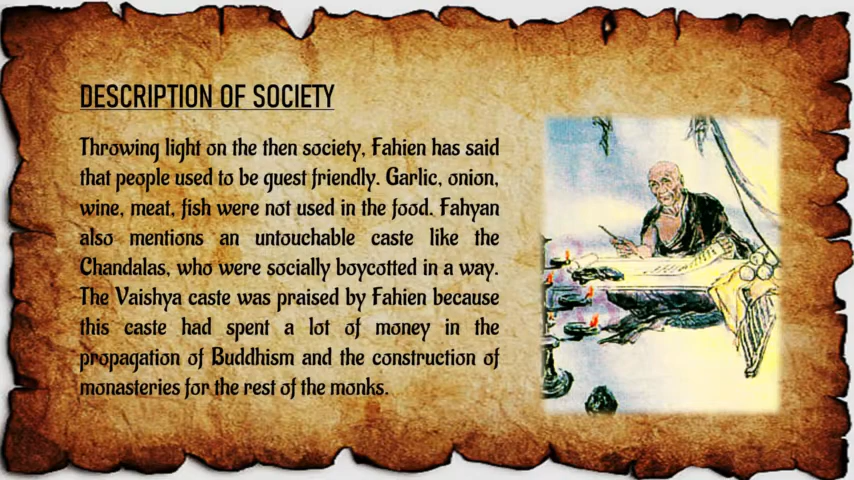 DESCRIPTION OF SOCIETY
Throwing light on the then society, Fahien has said
that people used to be guest friendly. Garlic, onion,
wine, meat, fish were not used in the food. Fahyan
also mentions an untouchable caste like the
Chandalas, who were socially boycotted in a way.
The Vaishya caste was praised by Fahien because
this caste had spent a lot of money in the
propagation of Buddhism and the construction of
monasteries for the rest of the monks.